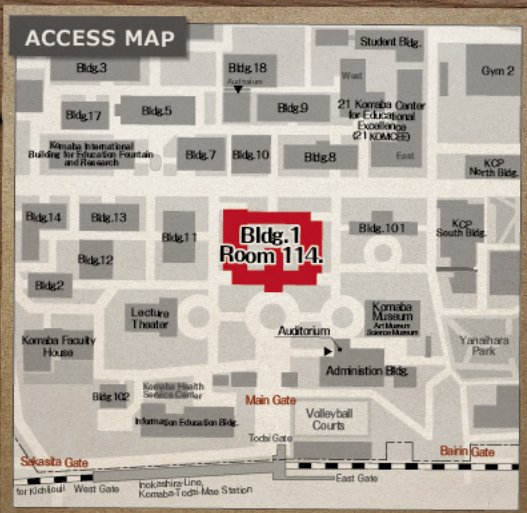 ACCESS MAP
Student Bldg.
Bldg.3
Bldg.18
Auditorium
West
Gym 2
Bldg.17
Bldg.5
Bldg.9
21 Komaba Center
for Educational
Excellence
(21 KOMCEE)
East
Komaba International
Building for Education Fountain
and Research
Bldg.7
Bldg.10
Bldg.8
KCP
North Bldg.
Bldg.14
Bldg.13
Bldg.11
Bldg.1
Room 114.
Bldg.101
KCP
South Bldg.
Bldg.12
Bldg2
Lecture
Theater
Komaba
Museum
Art Museum
Science Museum
Komaba Faculty
House
Auditorium
Yanaihara
Park
Administion Bldg.
Bldg.102
Komaba Health
Service Center
Main Gate
Information Education Bldg.
Volleyball
Courts
Todai Gate
Bairin Gate
Sakasita Gate
for Kichilouli
West Gate
Inokashira-Line,
Komaba-Todai-Mae Station
East Gate